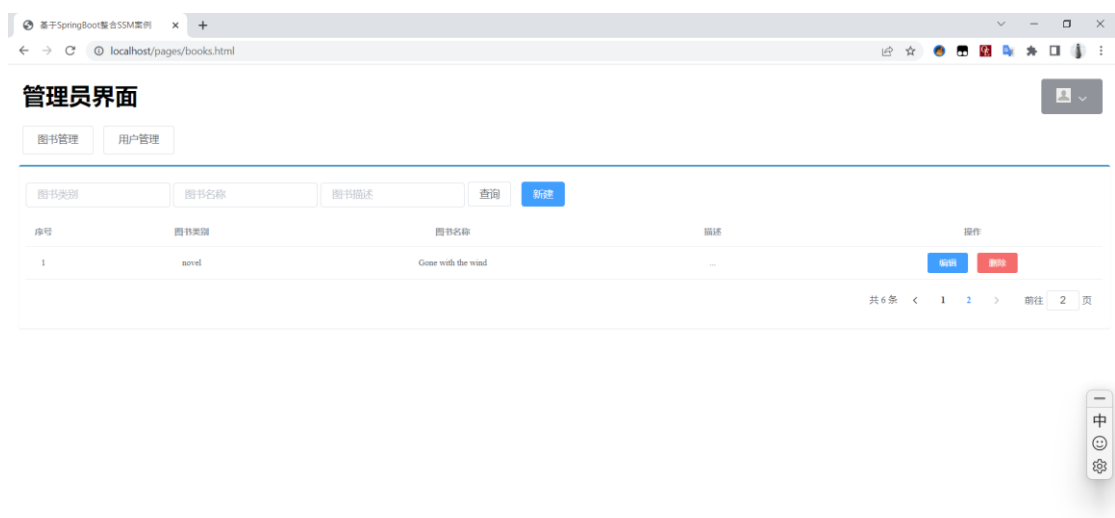 基于SpringBoot整合SSM案例
localhost/pages/books.html
管理员界面
图书管理 用户管理
图书类别 图书名称 图书描述 查询 新建
序号 图书类别 图书名称 描述 操作
1 novel Gone with the wind ... 编辑 删除
共 6 条 1 2 前往 2 页
中